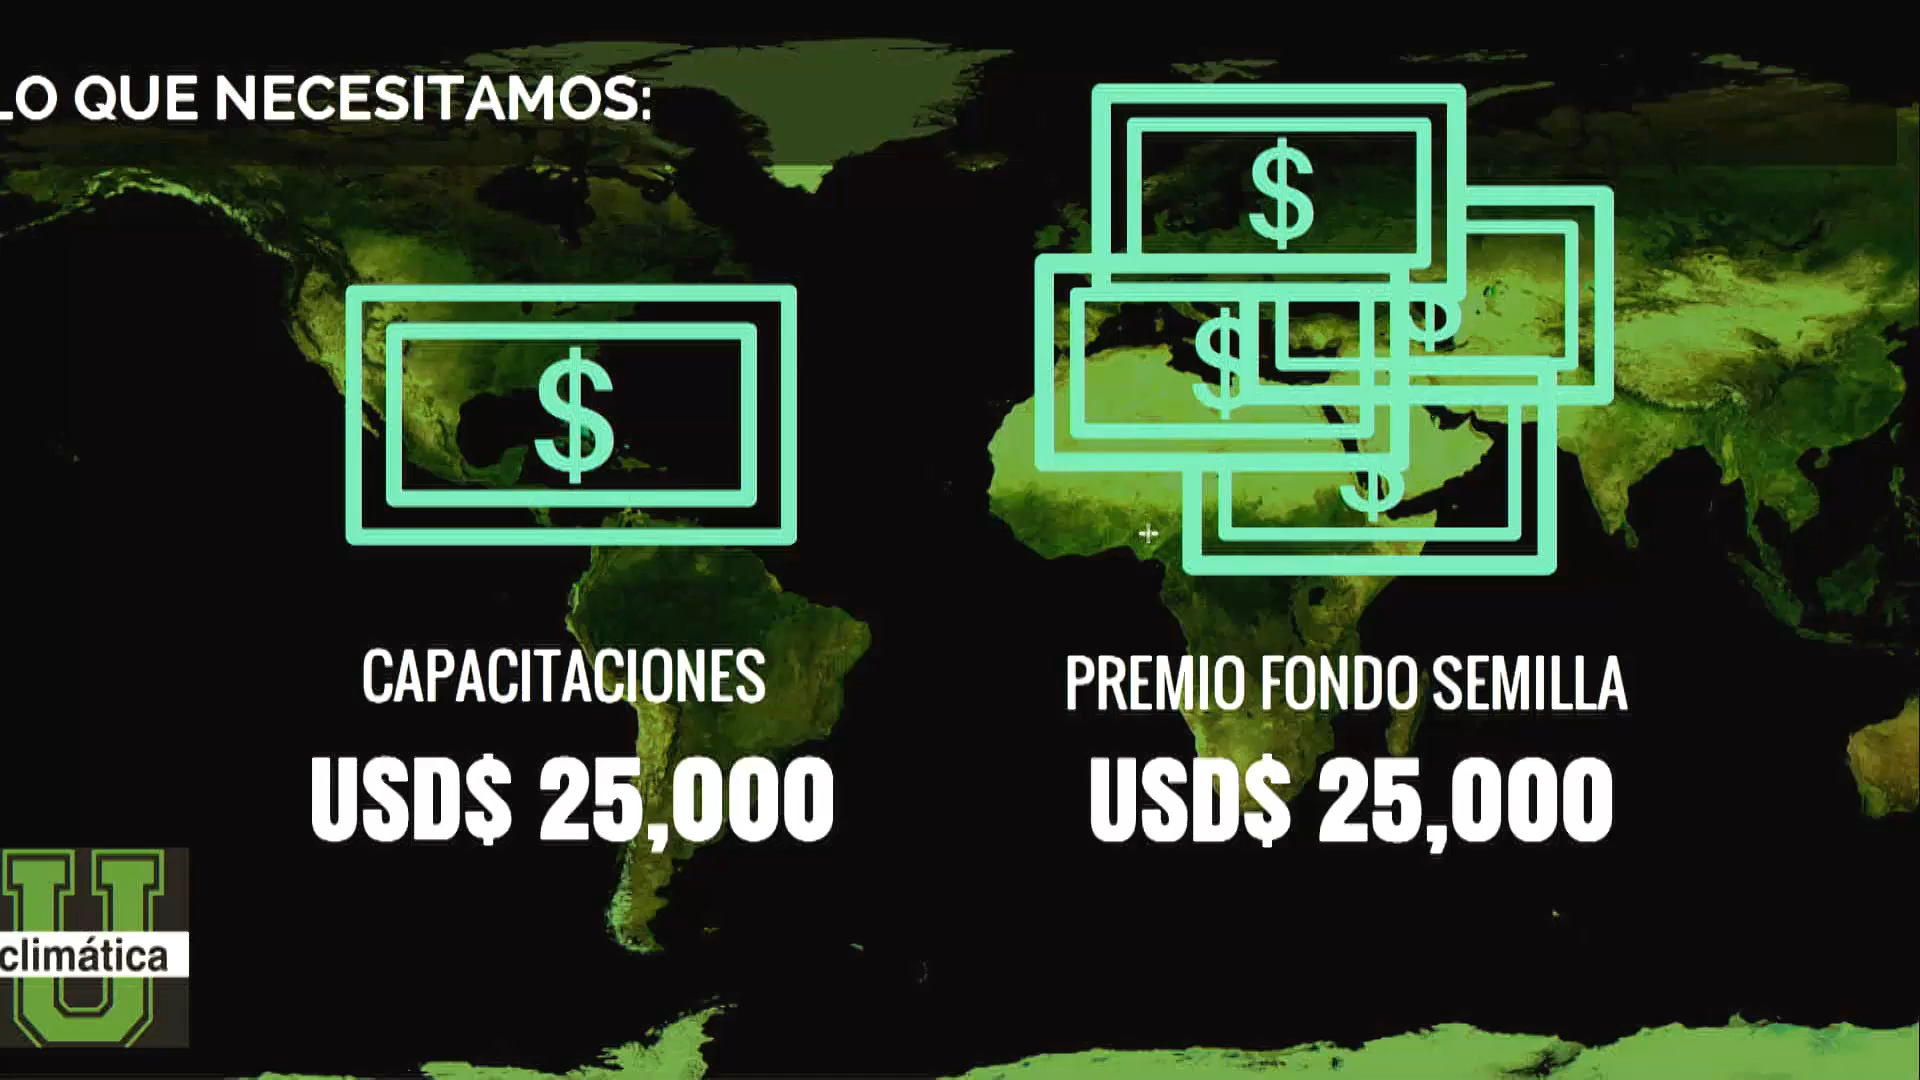 LO QUE NECESITAMOS:
$
$
$
$
$
CAPACITACIONES
USD$ 25,000
PREMIO FONDO SEMILLA
USD$ 25,000
U
climática